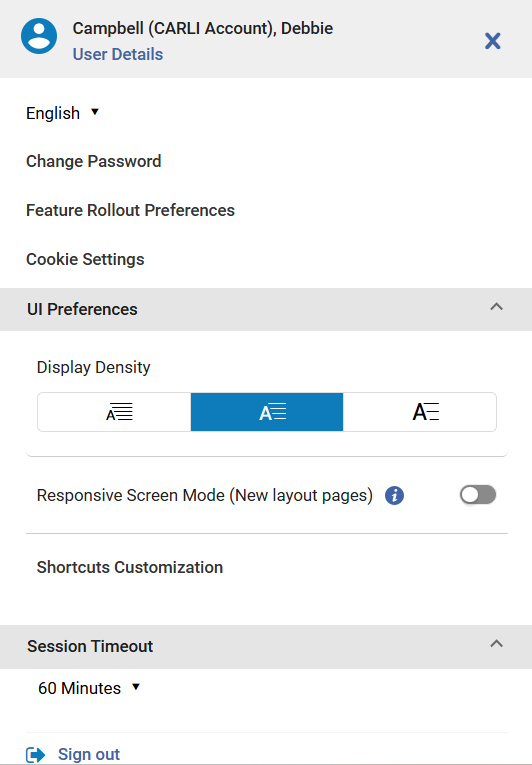 Campbell (CARLI Account), Debbie
User Details
English
Change Password
Feature Rollout Preferences
Cookie Settings
UI Preferences
Display Density
A A A
Responsive Screen Mode (New layout pages) i
Shortcuts Customization
Session Timeout
60 Minutes
Sign out